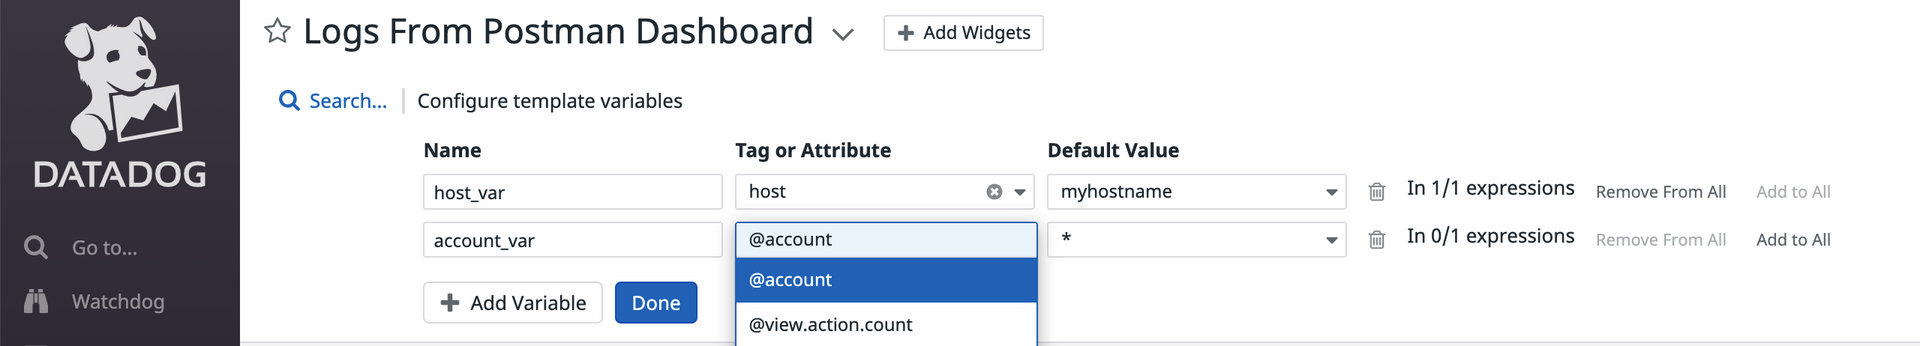 DATADOG
Go to...
Watchdog
Logs From Postman Dashboard
Add Widgets
Search... Configure template variables
Name Tag or Attribute Default Value
host_var host myhostname In 1/1 expressions Remove From All Add to All
account_var @account * In 0/1 expressions Remove From All Add to All
@account
Add Variable Done
@view.action.count